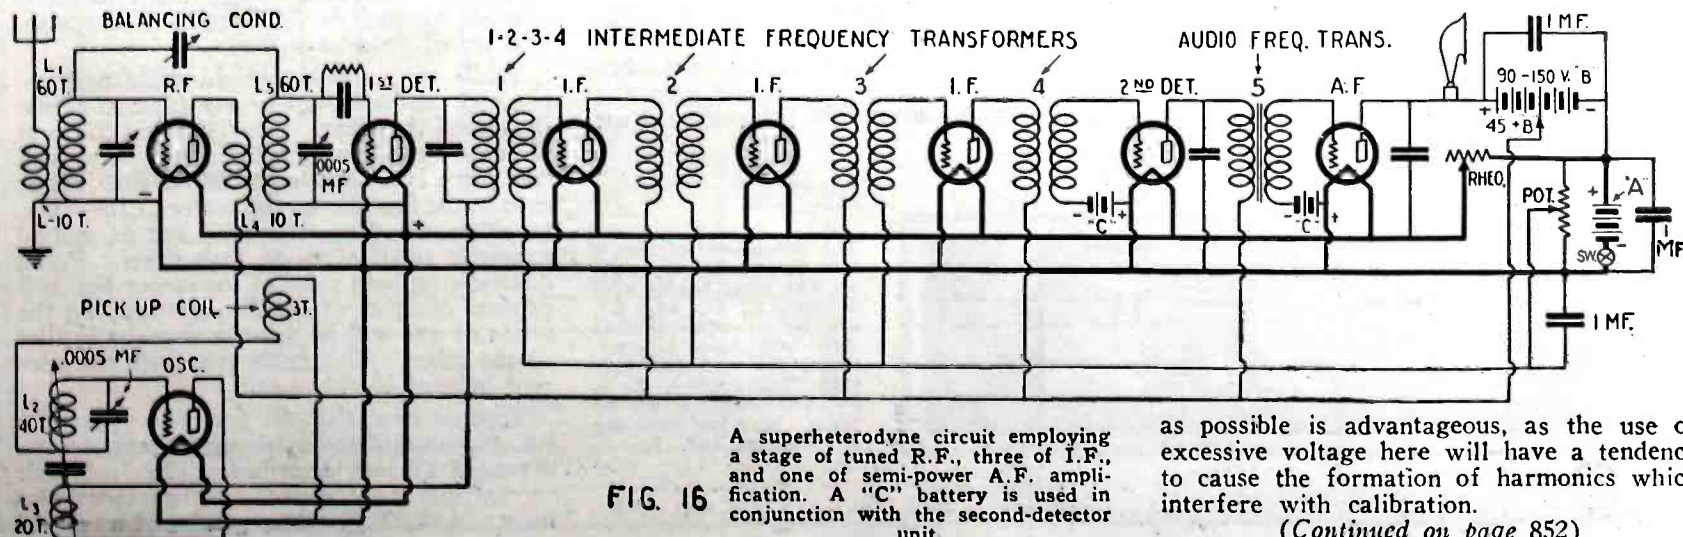 BALANCING COND.
1-2-3-4 INTERMEDIATE FREQUENCY TRANSFORMERS
AUDIO FREQ. TRANS.
1 MF.
L1
60T.
R.F
L5 60T.
1ST DET.
1
I.F.
2
I.F.
3
I.F.
4
2ND DET.
5
A.F.
90-150 V. "B
+
-
45 + B
.0005
MF
-
L-10 T.
L4 10 T.
+
- "C" +
- "C" +
RHEO.
POT.
+
"A"
-
SW.
1
MF
PICK UP COIL
3T.
1 MF.
.0005 MF
OSC.
L2
40T.
L3
20T.
FIG. 16
A superheterodyne circuit employing
a stage of tuned R.F., three of I.F.,
and one of semi-power A.F. ampli-
fication. A "C" battery is used in
conjunction with the second-detector
unit.
as possible is advantageous, as the use o
excessive voltage here will have a tendenc
to cause the formation of harmonics whic
interfere with calibration.
(Continued on page 852)